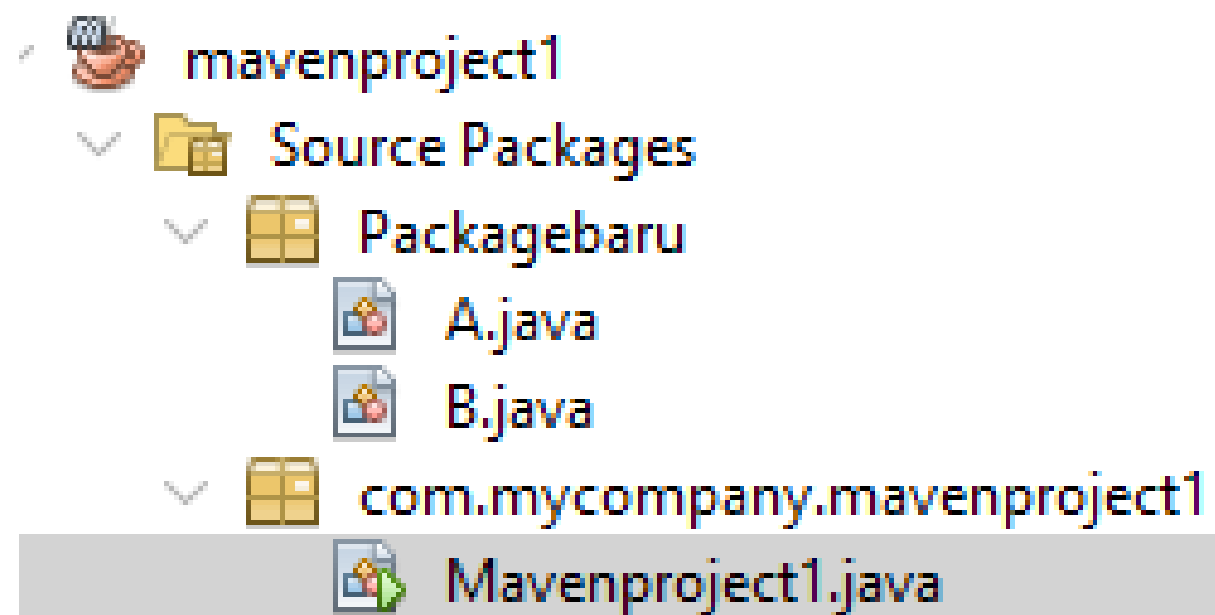 mavenproject1
Source Packages
Packagebaru
A.java
B.java
com.mycompany.mavenproject1
Mavenproject1.java